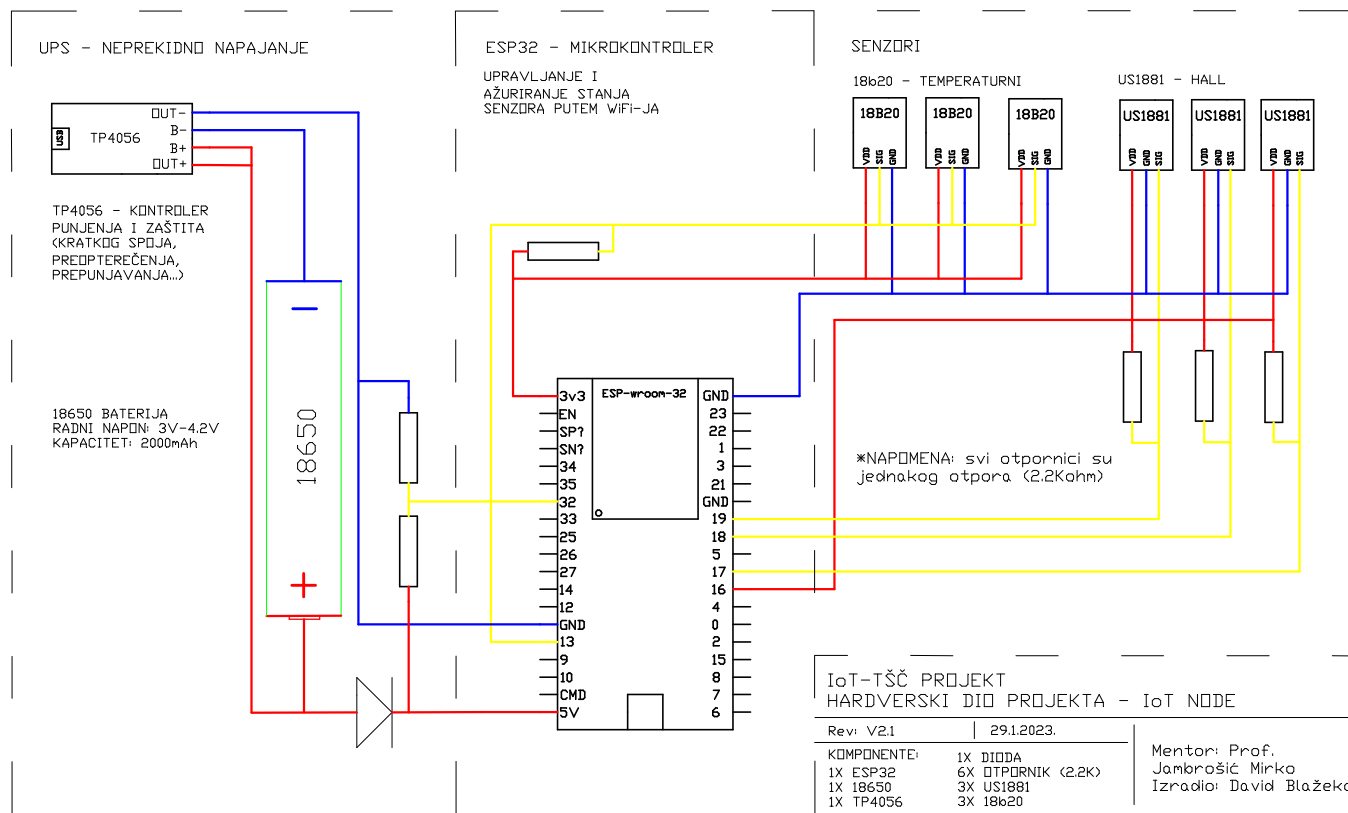 UPS - NEPREKIDNO NAPAJANJE
OUT-
B-
B+
OUT+
USB
TP4056
TP4056 - KONTROLER
PUNJENJA I ZAŠTITA
(KRATKOG SPOJA,
PREOPTEREČENJA,
PREPUNJAVANJA...)
18650 BATERIJA
RADNI NAPON: 3V-4.2V
KAPACITET: 2000mAh
18650
ESP32 - MIKROKONTROLER
UPRAVLJANJE I
AŽURIRANJE STANJA
SENZORA PUTEM WiFi-JA
ESP-wroom-32
3v3
EN
SP?
SN?
34
35
32
33
25
26
27
14
12
GND
13
9
10
CMD
5V
GND
23
22
1
3
21
GND
19
18
5
17
16
4
0
2
15
8
7
6
SENZORI
18b20 - TEMPERATURNI
18B20
VDD SIG GND
18B20
VDD SIG GND
18B20
VDD SIG GND
US1881 - HALL
US1881
VDD GND SIG
US1881
VDD GND SIG
US1881
VDD GND SIG
*NAPOMENA: svi otpornici su
jednakog otpora (2.2Kohm)
IoT-TŠČ PROJEKT
HARDVERSKI DIO PROJEKTA - IoT NODE
Rev: V2.1
29.1.2023.
KOMPONENTE:
1X ESP32
1X 18650
1X TP4056
1X DIODA
6X OTPORNIK (2.2K)
3X US1881
3X 18b20
Mentor: Prof.
Jambrošić Mirko
Izradio: David Blažeko